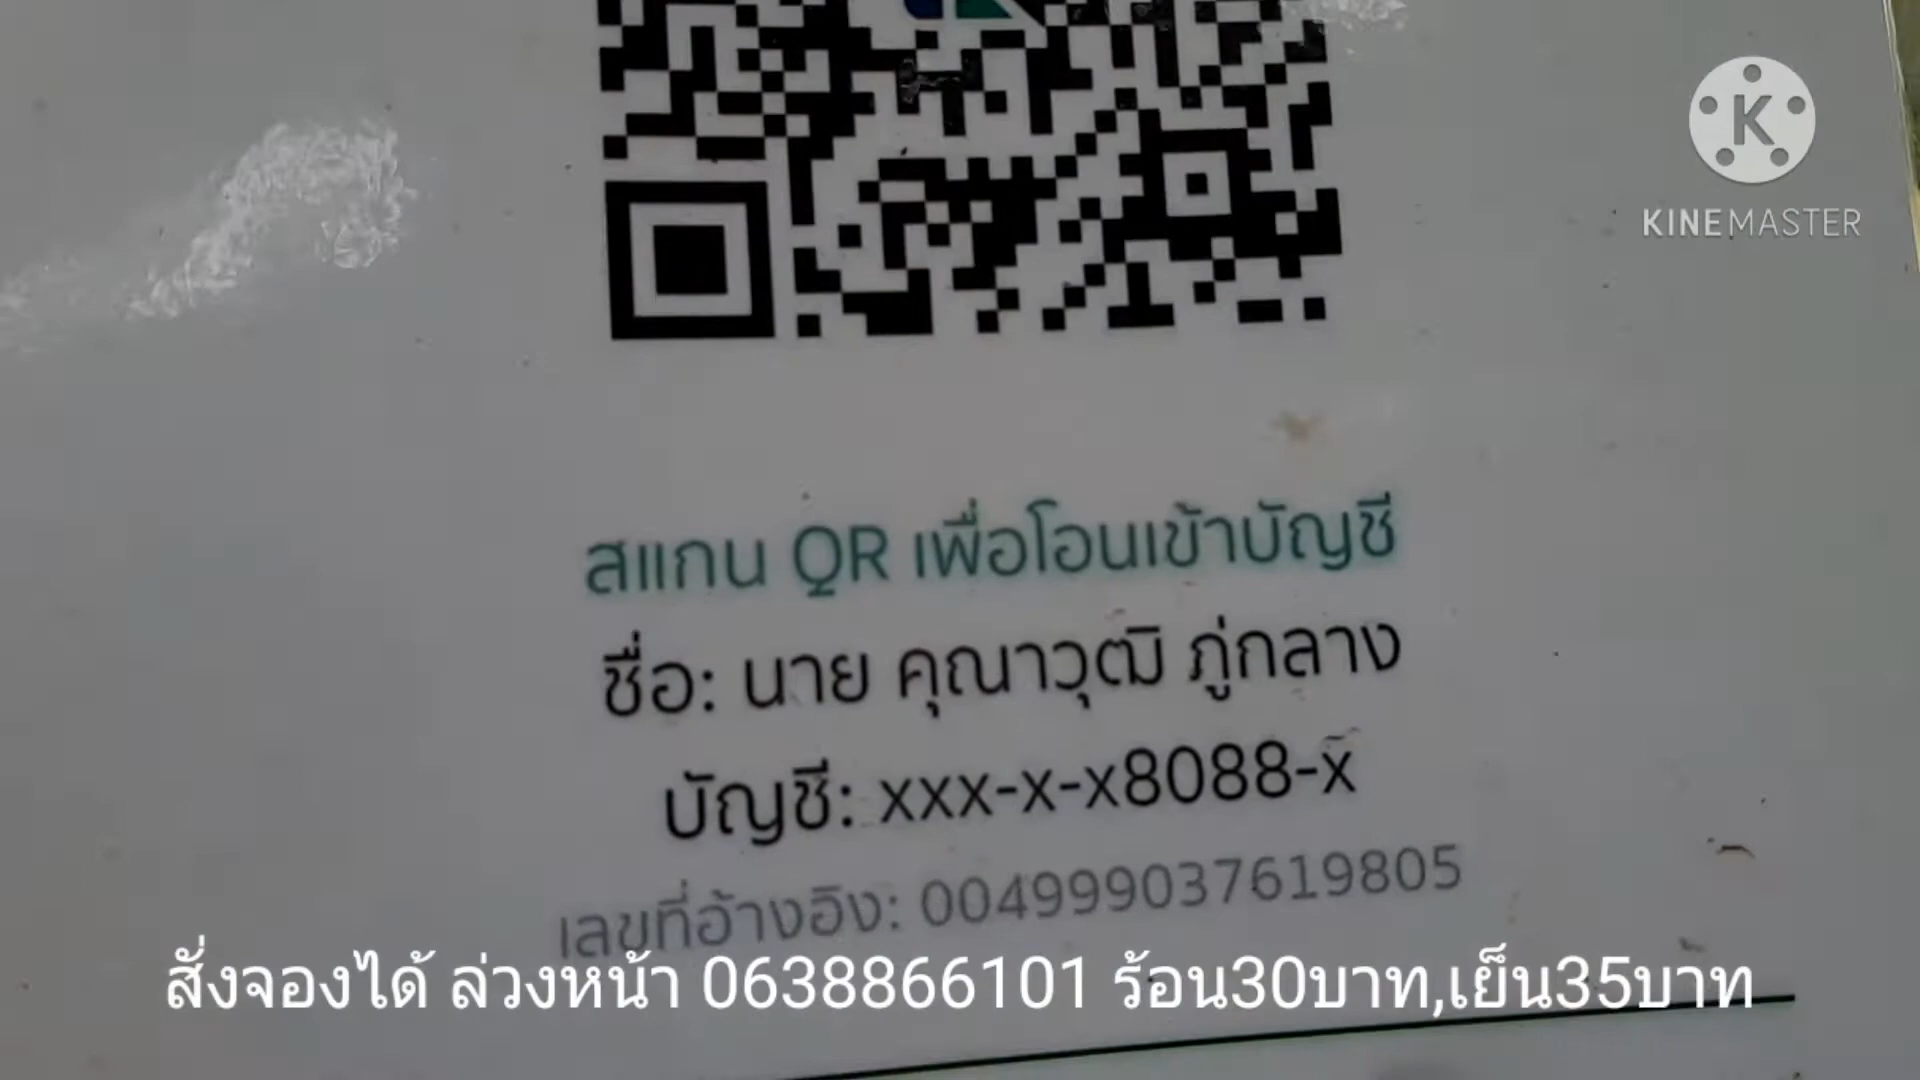 KINEMASTER
สแกน QR เพื่อโอนเข้าบัญชี
ชื่อ: นาย คุณาวุฒิ ภู่กลาง
บัญชี: xxx-x-x8088-x
เลขที่อ้างอิง: 004999037619805
สั่งจองได้ ล่วงหน้า 0638866101 ร้อน30บาท,เย็น35บาท